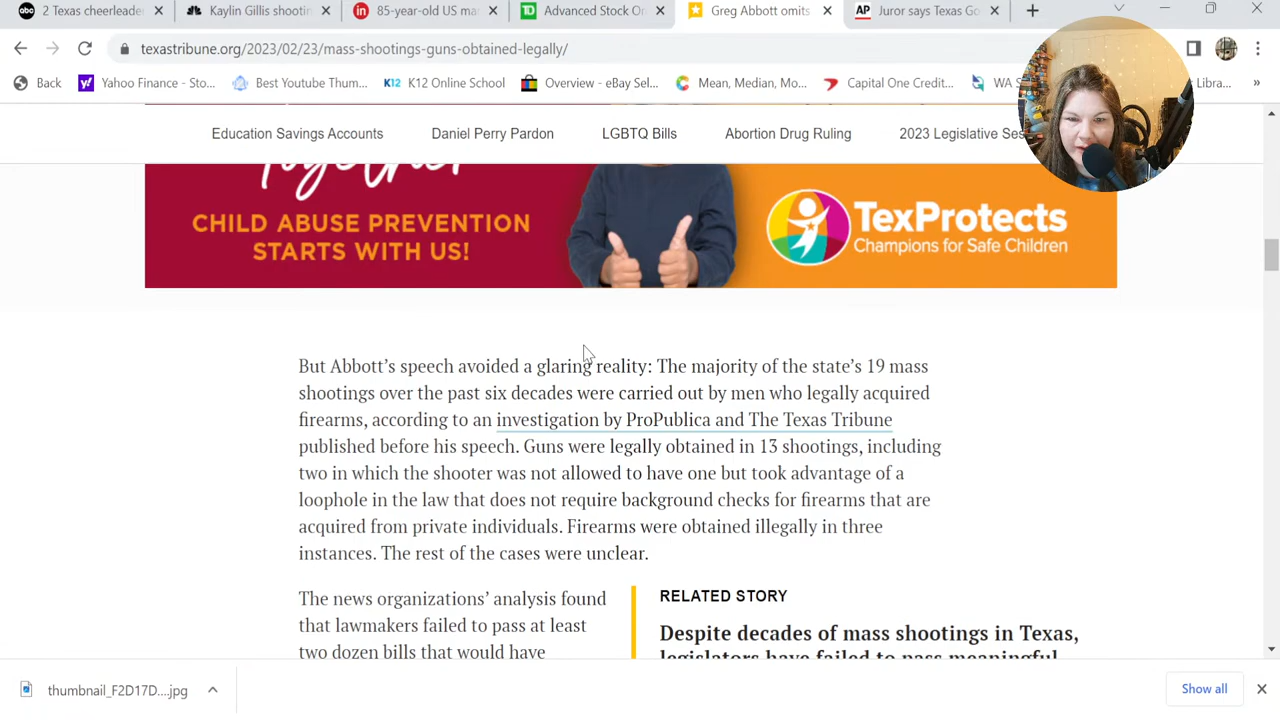 abc 2 Texas cheerleade
Kaylin Gillis shootin
in 85-year-old US ma
TD Advanced Stock Or
Greg Abbott omits
AP Juror says Texas Go
texastribune.org/2023/02/23/mass-shootings-guns-obtained-legally/
Back
Yahoo Finance - Sto...
Best Youtube Thum...
K12 K12 Online School
Overview - eBay Sel...
Mean, Median, Mo...
Capital One Credit...
WA S
Libra...
»
Education Savings Accounts
Daniel Perry Pardon
LGBTQ Bills
Abortion Drug Ruling
2023 Legislative Ses
Together
CHILD ABUSE PREVENTION
STARTS WITH US!
TexProtects
Champions for Safe Children
But Abbott’s speech avoided a glaring reality: The majority of the state’s 19 mass
shootings over the past six decades were carried out by men who legally acquired
firearms, according to an investigation by ProPublica and The Texas Tribune
published before his speech. Guns were legally obtained in 13 shootings, including
two in which the shooter was not allowed to have one but took advantage of a
loophole in the law that does not require background checks for firearms that are
acquired from private individuals. Firearms were obtained illegally in three
instances. The rest of the cases were unclear.
The news organizations’ analysis found
that lawmakers failed to pass at least
two dozen bills that would have
RELATED STORY
Despite decades of mass shootings in Texas,
legislators have failed to pass meaningful
thumbnail_F2D17D....jpg
Show all